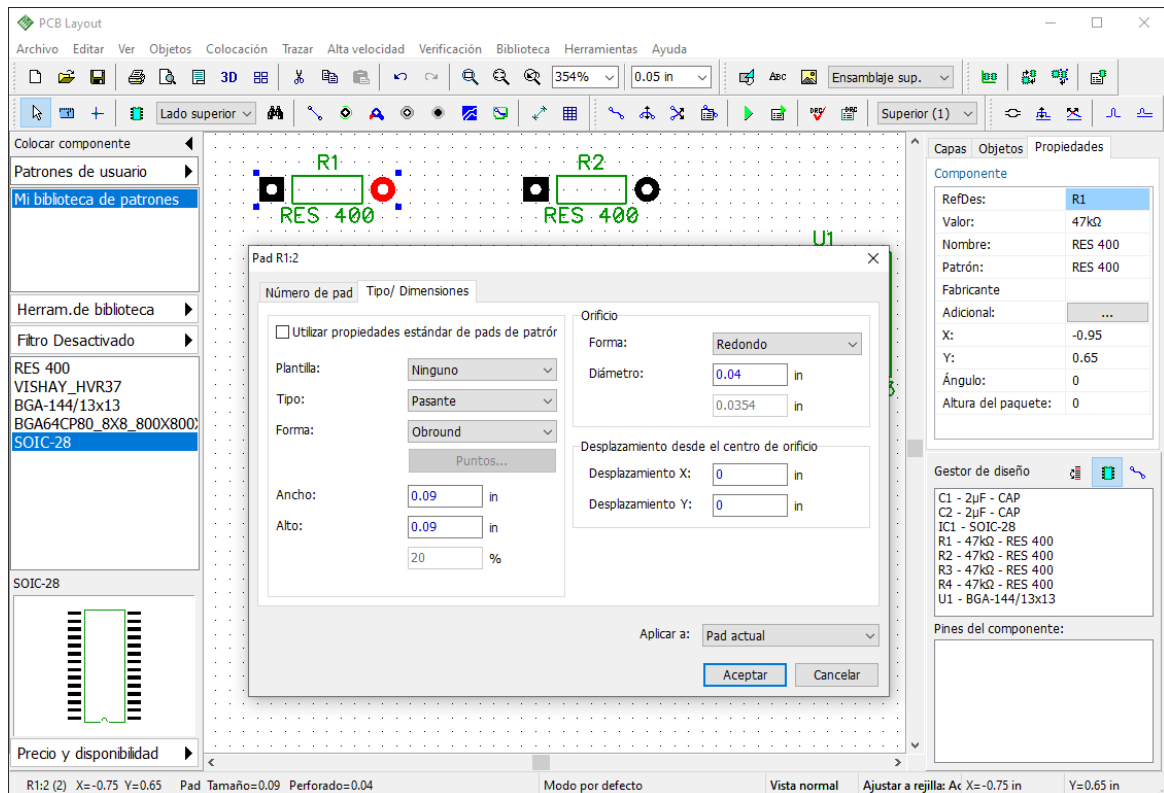 PCB Layout
Archivo Editar Ver Objetos Colocación Trazar Alta velocidad Verificación Biblioteca Herramientas Ayuda
3D 354% 0.05 in ABC Ensamblaje sup.
Lado superior DRC DRC Superior (1)
Colocar componente
Patrones de usuario
Mi biblioteca de patrones
Herram.de biblioteca
Filtro Desactivado
RES 400
VISHAY_HVR37
BGA-144/13x13
BGA64CP80_8X8_800X800
SOIC-28
SOIC-28
Precio y disponibilidad
R1 R2
RES 400 RES 400
U1
Pad R1:2
Número de pad Tipo/ Dimensiones
Utilizar propiedades estándar de pads de patrór
Plantilla: Ninguno
Tipo: Pasante
Forma: Obround
Puntos...
Ancho: 0.09 in
Alto: 0.09 in
20 %
Orificio
Forma: Redondo
Diámetro: 0.04 in
0.0354 in
Desplazamiento desde el centro de orificio
Desplazamiento X: 0 in
Desplazamiento Y: 0 in
Aplicar a: Pad actual
Aceptar Cancelar
Capas Objetos Propiedades
Componente
RefDes: R1
Valor: 47kΩ
Nombre: RES 400
Patrón: RES 400
Fabricante
Adicional: ...
X: -0.95
Y: 0.65
Ángulo: 0
Altura del paquete: 0
Gestor de diseño
C1 - 2µF - CAP
C2 - 2µF - CAP
IC1 - SOIC-28
R1 - 47kΩ - RES 400
R2 - 47kΩ - RES 400
R3 - 47kΩ - RES 400
R4 - 47kΩ - RES 400
U1 - BGA-144/13x13
Pines del componente:
R1:2 (2) X=-0.75 Y=0.65 Pad Tamaño=0.09 Perforado=0.04 Modo por defecto Vista normal Ajustar a rejilla: Ac X=-0.75 in Y=0.65 in